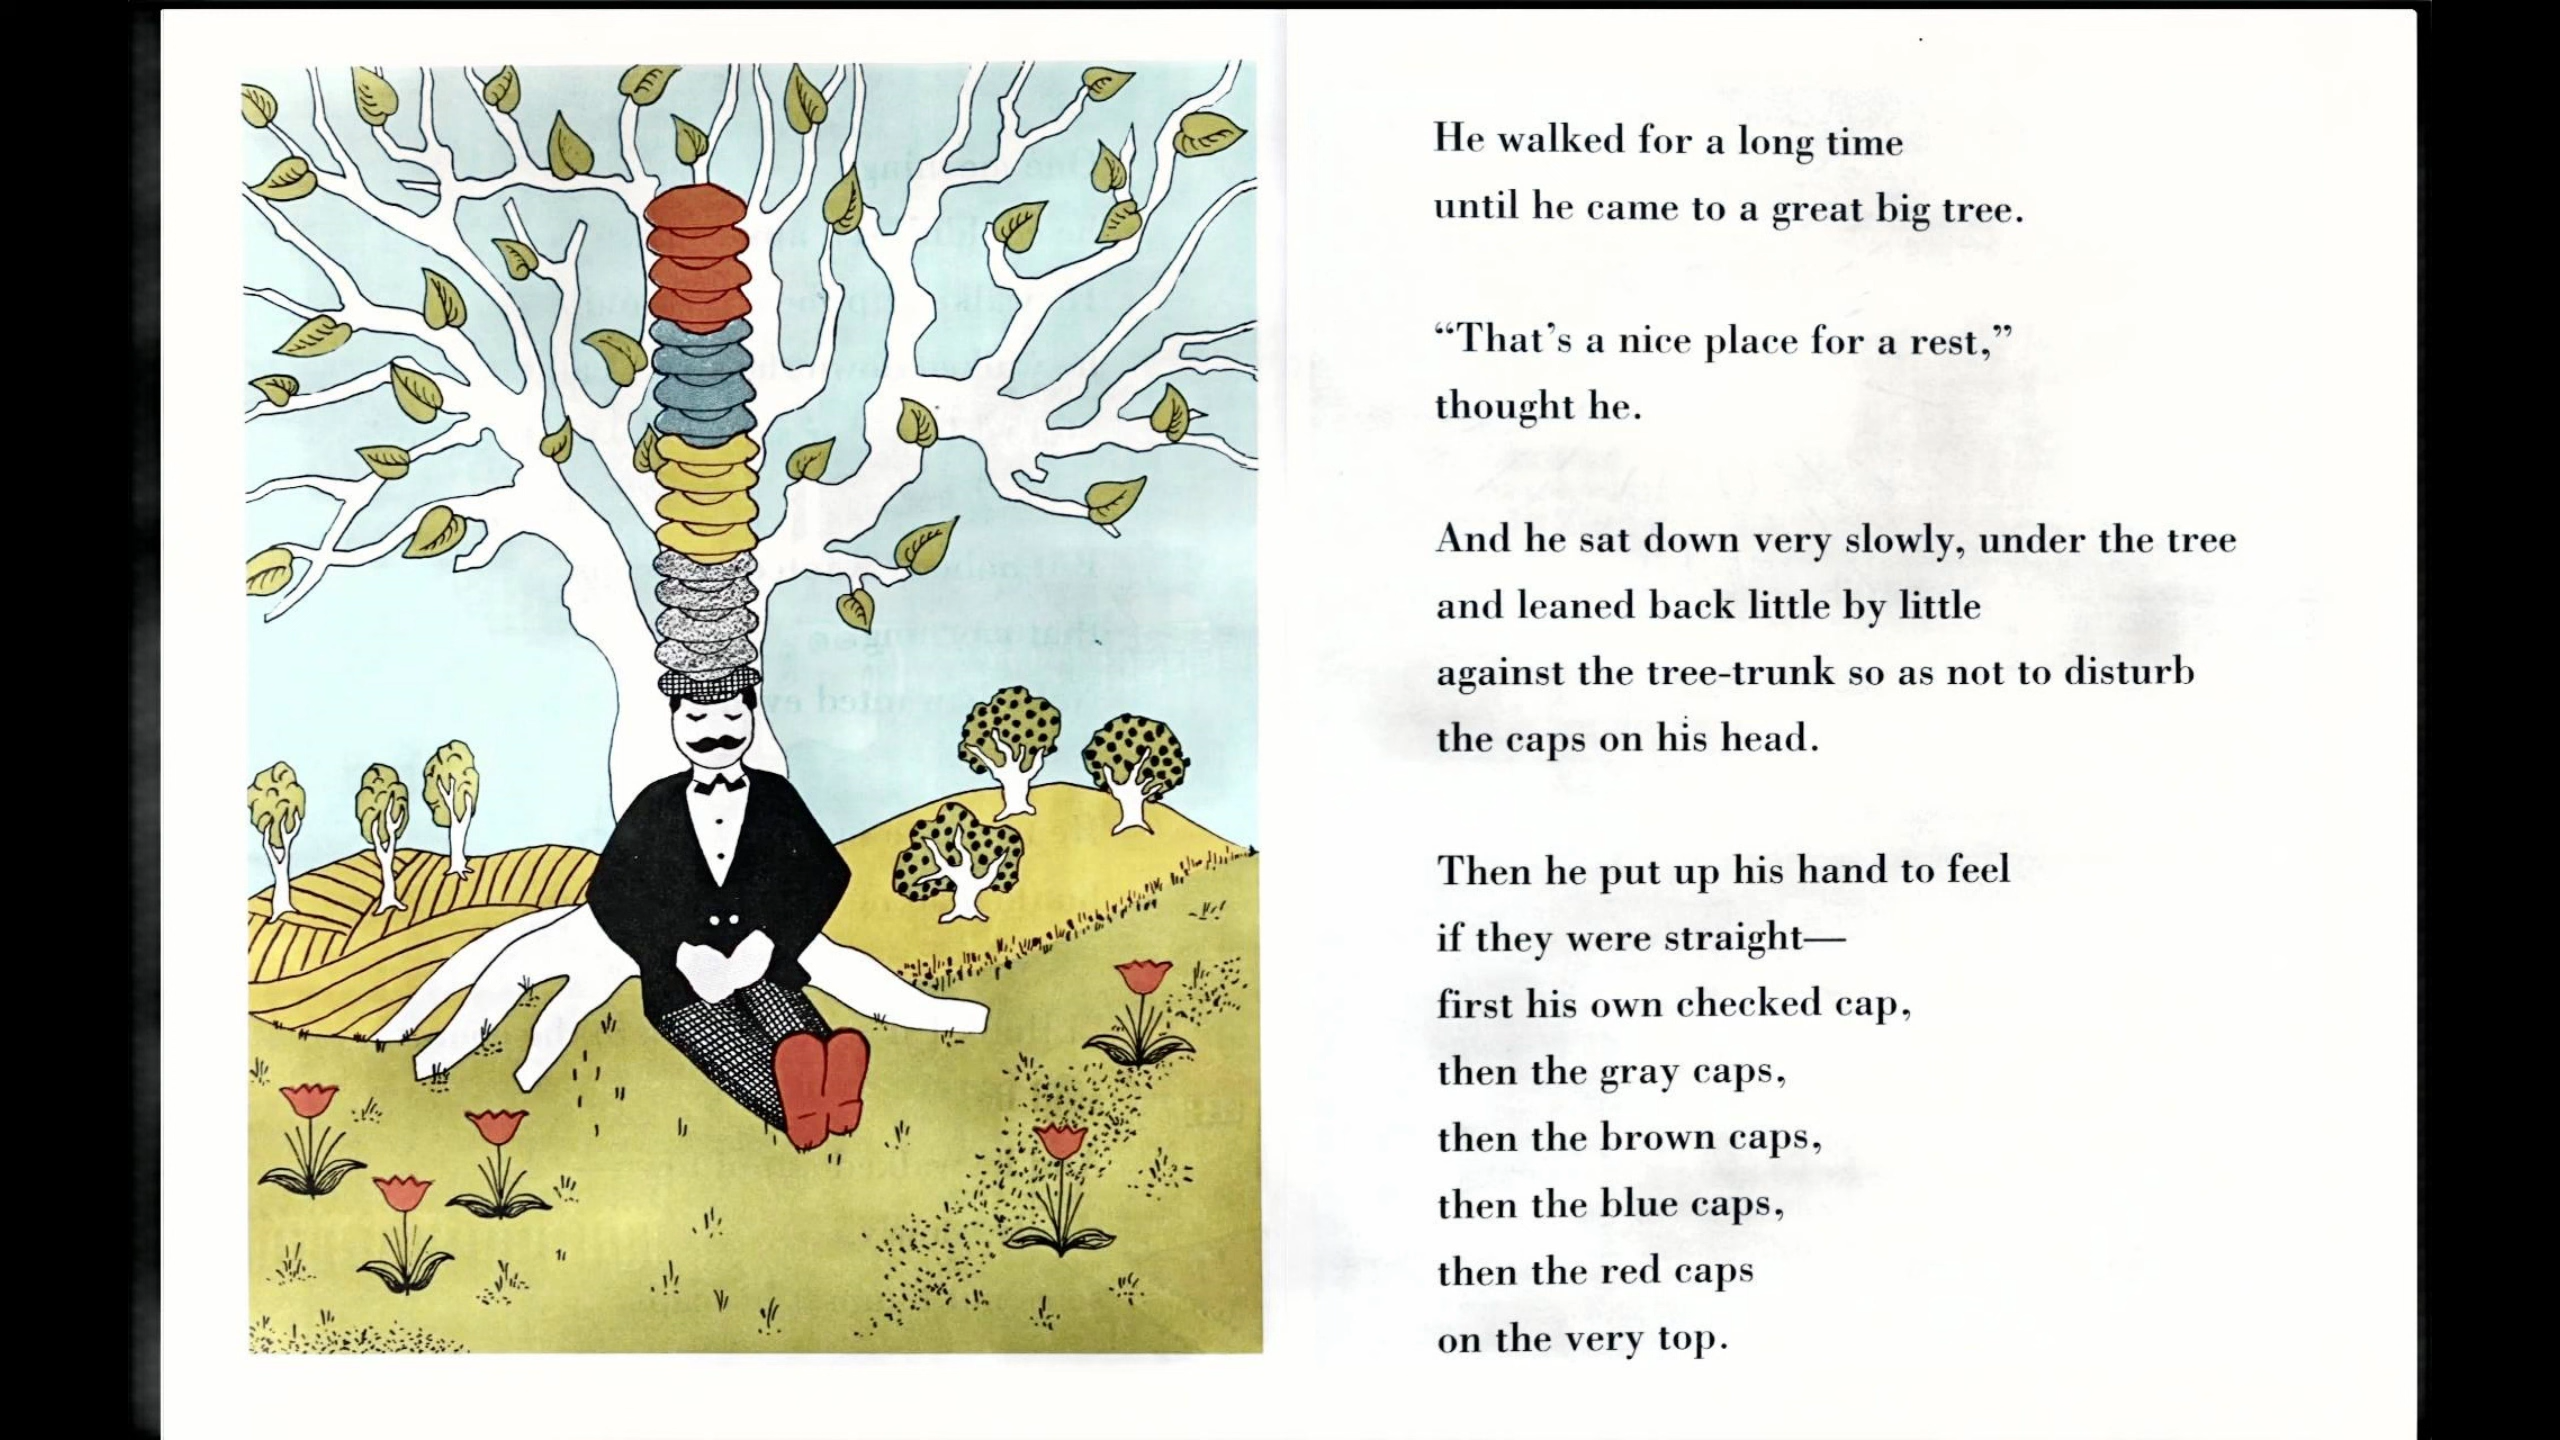 He walked for a long time
until he came to a great big tree.
“That’s a nice place for a rest,”
thought he.
And he sat down very slowly, under the tree
and leaned back little by little
against the tree-trunk so as not to disturb
the caps on his head.
Then he put up his hand to feel
if they were straight—
first his own checked cap,
then the gray caps,
then the brown caps,
then the blue caps,
then the red caps
on the very top.